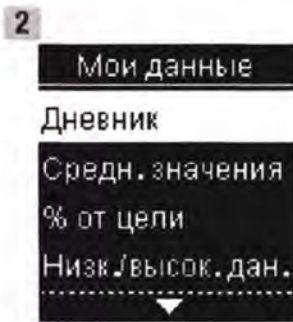 2
Мои данные
Дневник
Средн. значения
% от цели
Низк./высок. дан.